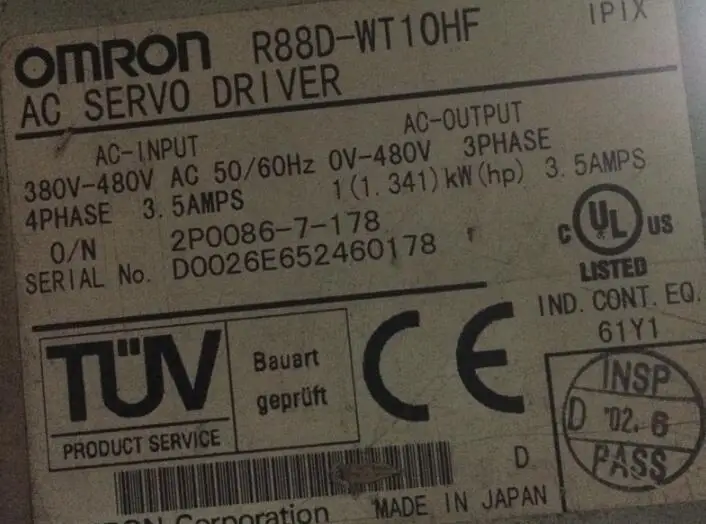 OMRON R88D-WT10HF IPIX
AC SERVO DRIVER
AC-INPUT AC-OUTPUT
380V-480V AC 50/60Hz 0V-480V 3PHASE
4PHASE 3.5AMPS 1(1.341)kW(hp) 3.5AMPS
O/N 2P0086-7-178
SERIAL No. D0026E652460178
C UL US
LISTED
IND. CONT. EQ.
61Y1
TÜV
PRODUCT SERVICE
Bauart
geprüft
CE
INSP
D '02.6
PASS
D
Corporation MADE IN JAPAN